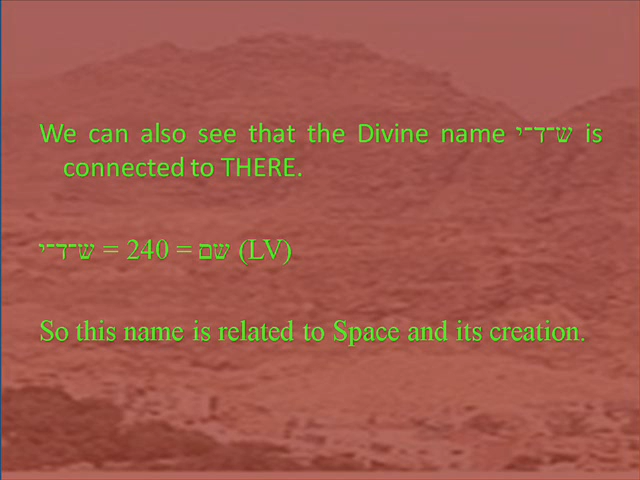 We can also see that the Divine name ש־ד־י is
connected to THERE.
ש־ד־י = 240 = שם (LV)
So this name is related to Space and its creation.